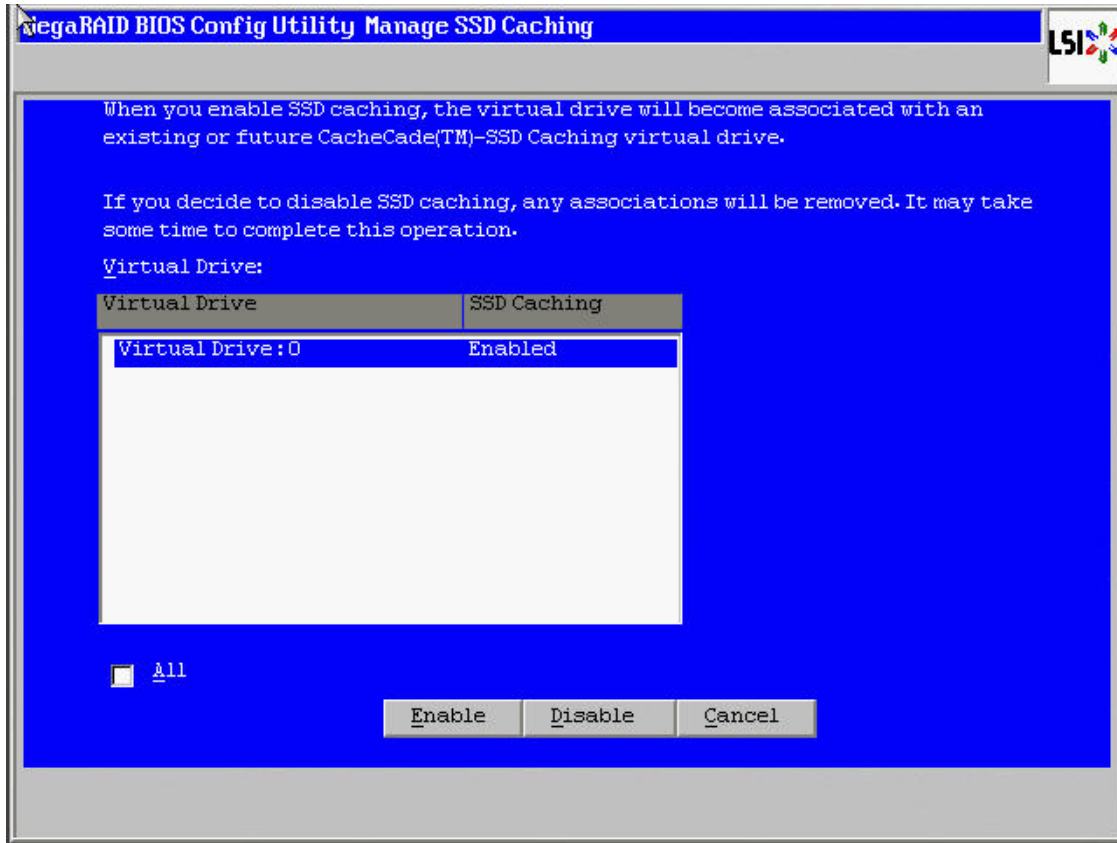 MegaRAID BIOS Config Utility Manage SSD Caching
LSI
When you enable SSD caching, the virtual drive will become associated with an
existing or future CacheCade(TM)-SSD Caching virtual drive.
If you decide to disable SSD caching, any associations will be removed. It may take
some time to complete this operation.
Virtual Drive:
Virtual Drive SSD Caching
Virtual Drive:0 Enabled
All
Enable Disable Cancel